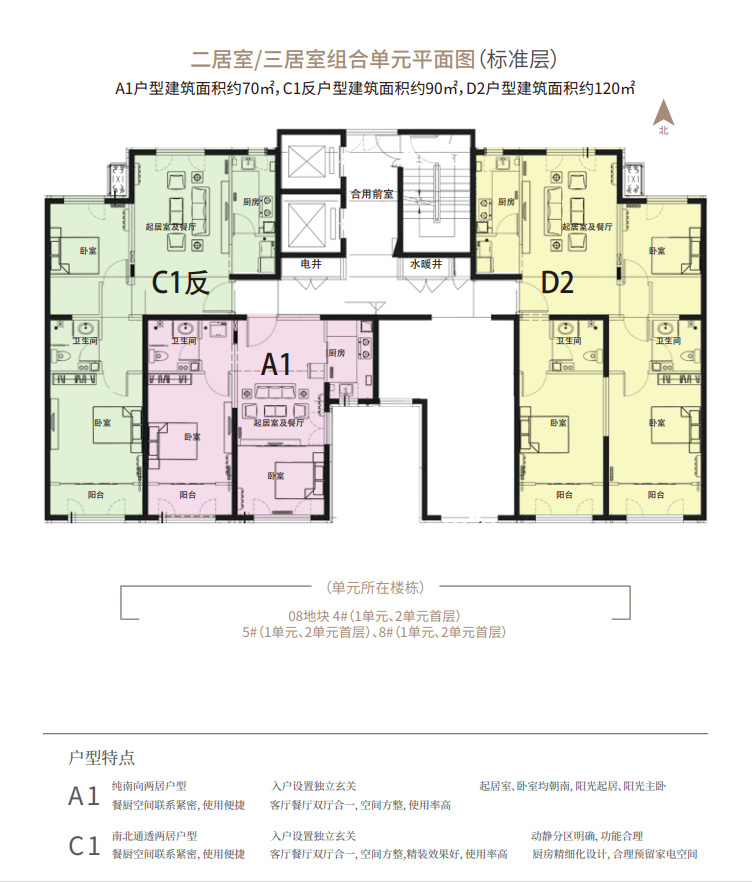 二居室/三居室组合单元平面图(标准层)
A1户型建筑面积约70㎡, C1反户型建筑面积约90㎡, D2户型建筑面积约120㎡
北
合用前室
厨房
厨房
起居室及餐厅
起居室及餐厅
卧室
卧室
电井
水暖井
C1反
D2
卫生间
卫生间
卫生间
卫生间
A1
厨房
卧室
卧室
起居室及餐厅
卧室
卧室
卧室
阳台
阳台
阳台
阳台
(单元所在楼栋)
08地块 4#(1单元、2单元首层)
5#(1单元、2单元首层)、8#(1单元、2单元首层)
户型特点
A1 纯南向两居户型 入户设置独立玄关 起居室、卧室均朝南, 阳光起居、阳光主卧
餐厨空间联系紧密, 使用便捷 客厅餐厅双厅合一, 空间方整, 使用率高
C1 南北通透两居户型 入户设置独立玄关 动静分区明确, 功能合理
餐厨空间联系紧密, 使用便捷 客厅餐厅双厅合一, 空间方整,精装效果好, 使用率高 厨房精细化设计, 合理预留家电空间